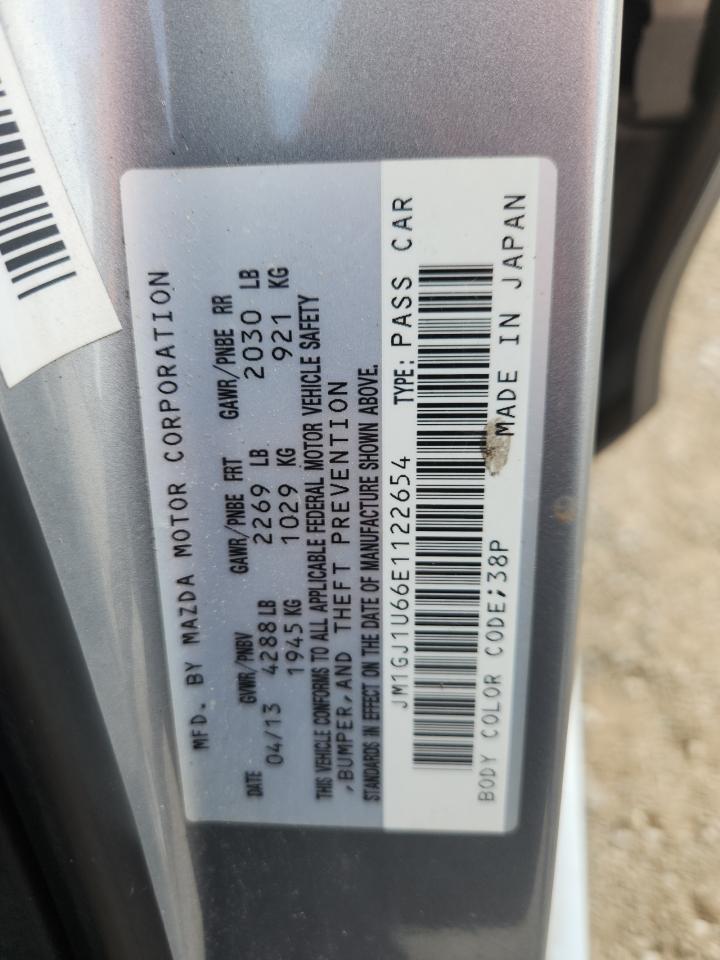 MFD. BY MAZDA MOTOR CORPORATION
DATE GVWR/PNBV GAWR/PNBE FRT GAWR/PNBE RR
04/13 4288 LB 2269 LB 2030 LB
1945 KG 1029 KG 921 KG
THIS VEHICLE CONFORMS TO ALL APPLICABLE FEDERAL MOTOR VEHICLE SAFETY
,BUMPER, AND THEFT PREVENTION
STANDARDS IN EFFECT ON THE DATE OF MANUFACTURE SHOWN ABOVE.
JM1GJ1U66E1122654 TYPE: PASS CAR
BODY COLOR CODE;38P MADE IN JAPAN